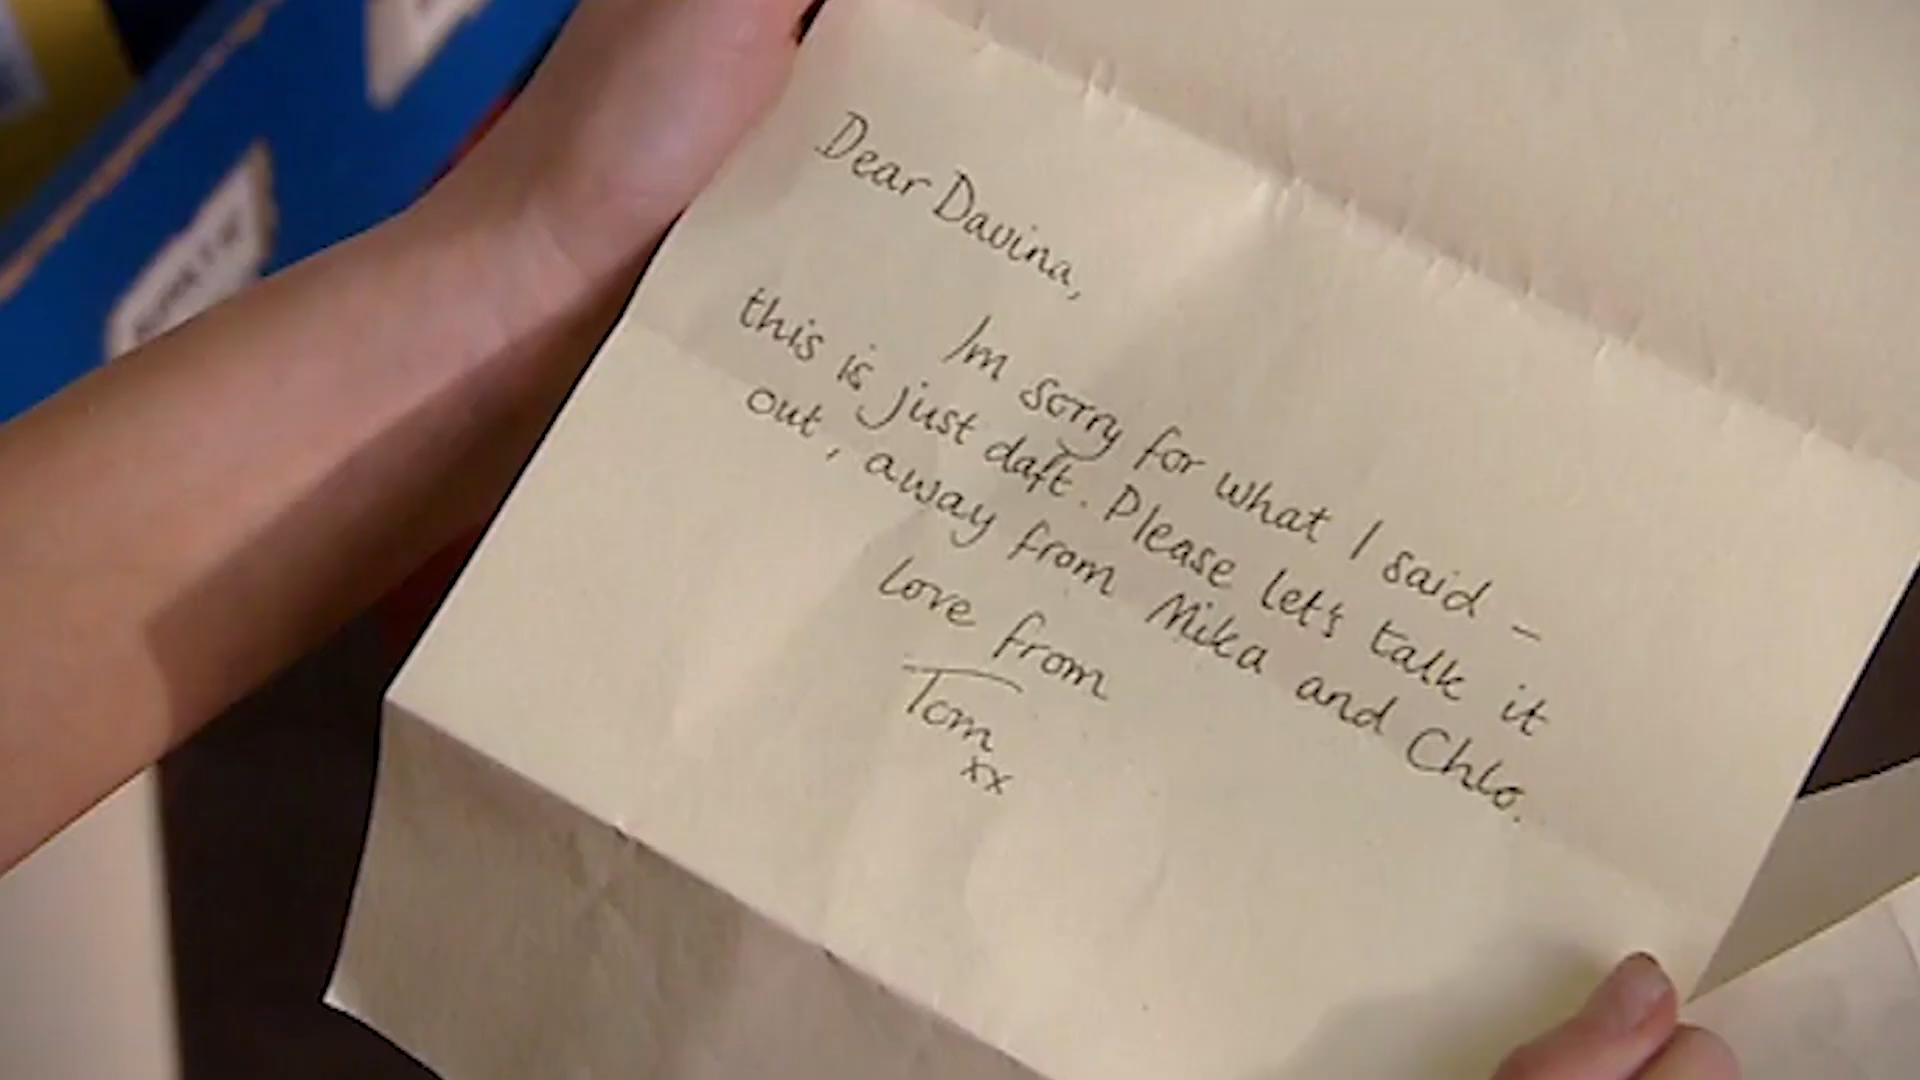 Dear Davina,
Im sorry for what I said –
this is just daft. Please let's talk it
out, away from Mika and Chlo.
love from
Tom
xx